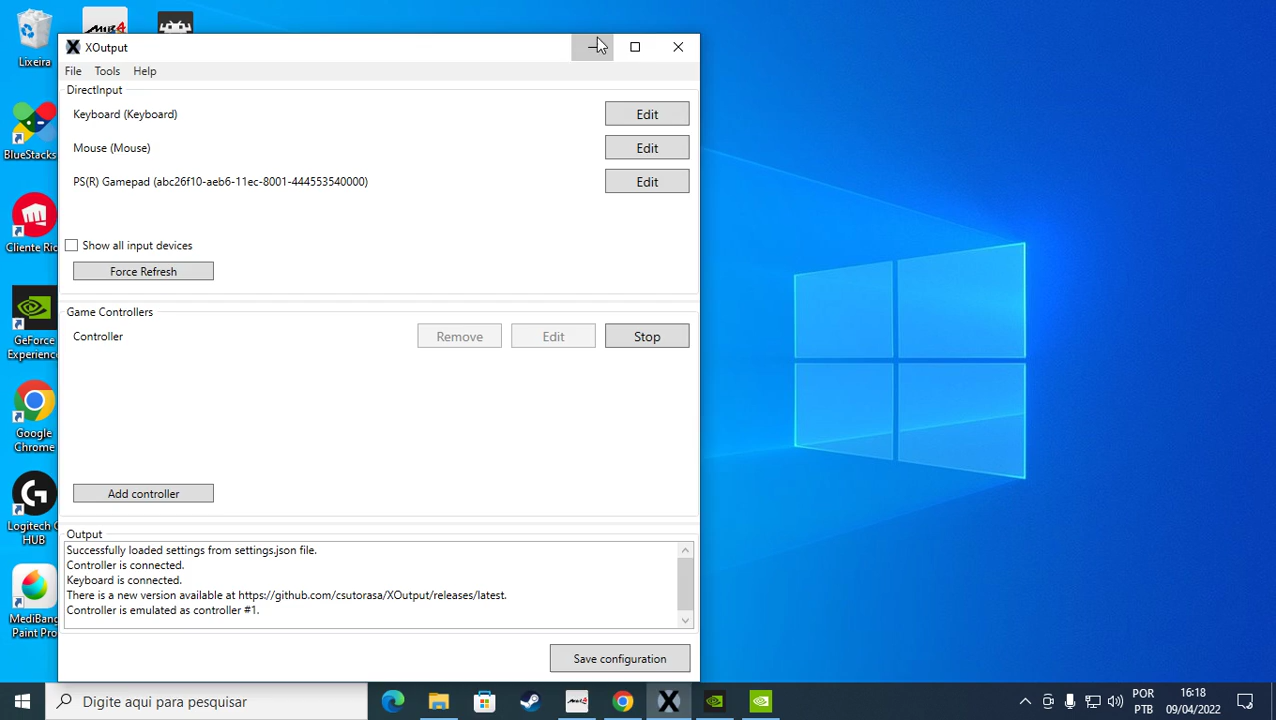 Lixeira
BlueStacks
Cliente Rio
GeForce
Experience
Google
Chrome
Logitech G
HUB
MediBang
Paint Pro
XOutput
File Tools Help
DirectInput
Keyboard (Keyboard) Edit
Mouse (Mouse) Edit
PS(R) Gamepad (abc26f10-aeb6-11ec-8001-444553540000) Edit
Show all input devices
Force Refresh
Game Controllers
Controller Remove Edit Stop
Add controller
Output
Successfully loaded settings from settings.json file.
Controller is connected.
Keyboard is connected.
There is a new version available at https://github.com/csutorasa/XOutput/releases/latest.
Controller is emulated as controller #1.
Save configuration
Digite aqui para pesquisar
POR
PTB
16:18
09/04/2022